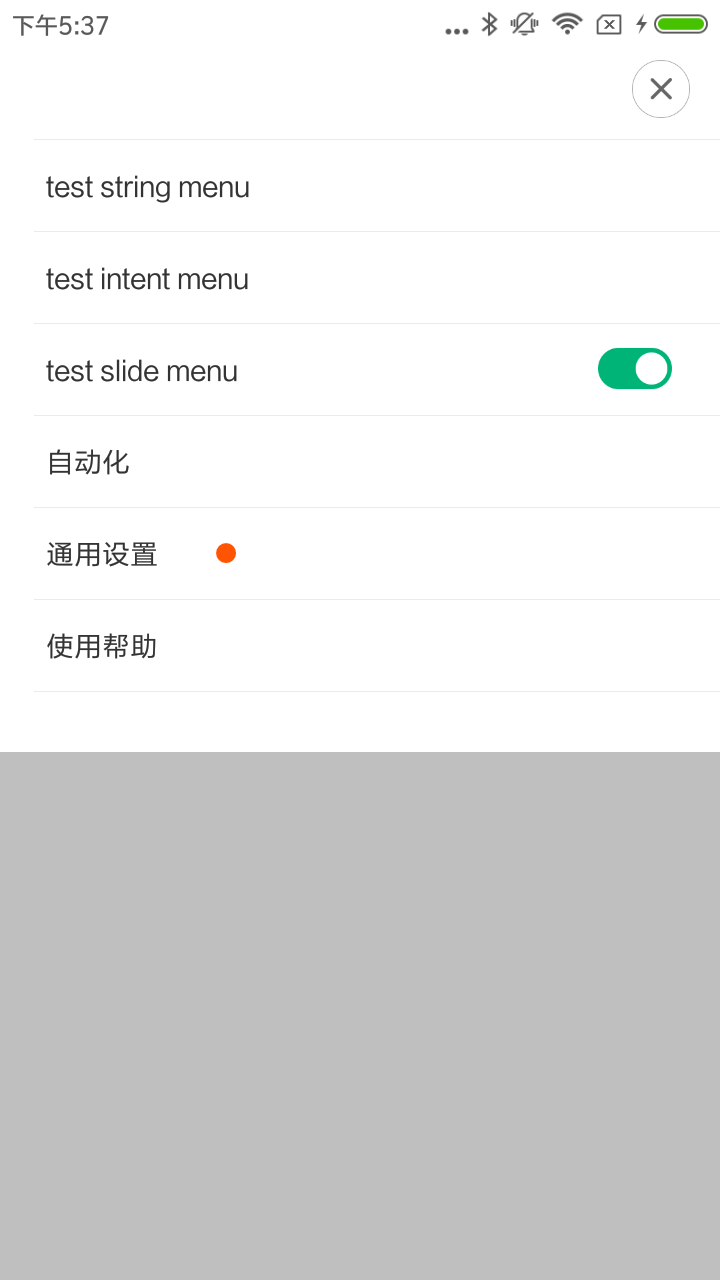 下午5:37
test string menu
test intent menu
test slide menu
自动化
通用设置
使用帮助